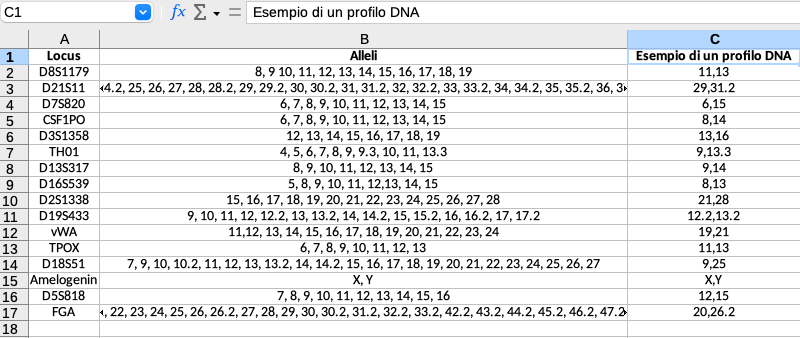 C1 fx Σ = Esempio di un profilo DNA
A B C
1 Locus Alleli Esempio di un profilo DNA
2 D8S1179 8, 9 10, 11, 12, 13, 14, 15, 16, 17, 18, 19 11,13
3 D21S11 4.2, 25, 26, 27, 28, 28.2, 29, 29.2, 30, 30.2, 31, 31.2, 32, 32.2, 33, 33.2, 34, 34.2, 35, 35.2, 36, 3 29,31.2
4 D7S820 6, 7, 8, 9, 10, 11, 12, 13, 14, 15 6,15
5 CSF1PO 6, 7, 8, 9, 10, 11, 12, 13, 14, 15 8,14
6 D3S1358 12, 13, 14, 15, 16, 17, 18, 19 13,16
7 TH01 4, 5, 6, 7, 8, 9, 9.3, 10, 11, 13.3 9,13.3
8 D13S317 8, 9, 10, 11, 12, 13, 14, 15 9,14
9 D16S539 5, 8, 9, 10, 11, 12,13, 14, 15 8,13
10 D2S1338 15, 16, 17, 18, 19, 20, 21, 22, 23, 24, 25, 26, 27, 28 21,28
11 D19S433 9, 10, 11, 12, 12.2, 13, 13.2, 14, 14.2, 15, 15.2, 16, 16.2, 17, 17.2 12.2,13.2
12 vWA 11,12, 13, 14, 15, 16, 17, 18, 19, 20, 21, 22, 23, 24 19,21
13 TPOX 6, 7, 8, 9, 10, 11, 12, 13 11,13
14 D18S51 7, 9, 10, 10.2, 11, 12, 13, 13.2, 14, 14.2, 15, 16, 17, 18, 19, 20, 21, 22, 23, 24, 25, 26, 27 9,25
15 Amelogenin X, Y X,Y
16 D5S818 7, 8, 9, 10, 11, 12, 13, 14, 15, 16 12,15
17 FGA , 22, 23, 24, 25, 26, 26.2, 27, 28, 29, 30, 30.2, 31.2, 32.2, 33.2, 42.2, 43.2, 44.2, 45.2, 46.2, 47.2 20,26.2
18